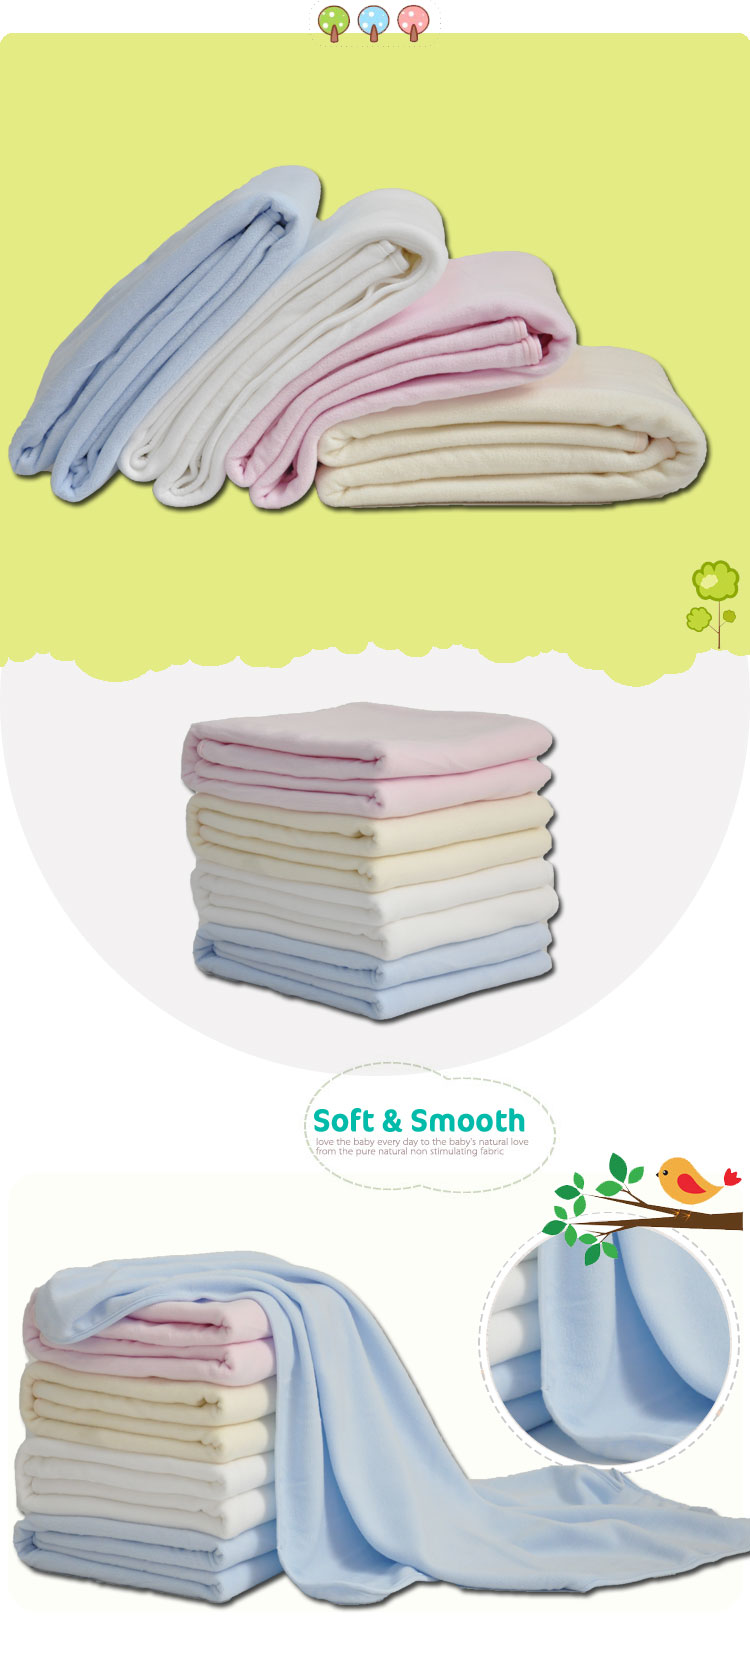 Soft & Smooth
love the baby every day to the baby's natural love
from the pure natural non stimulating fabric